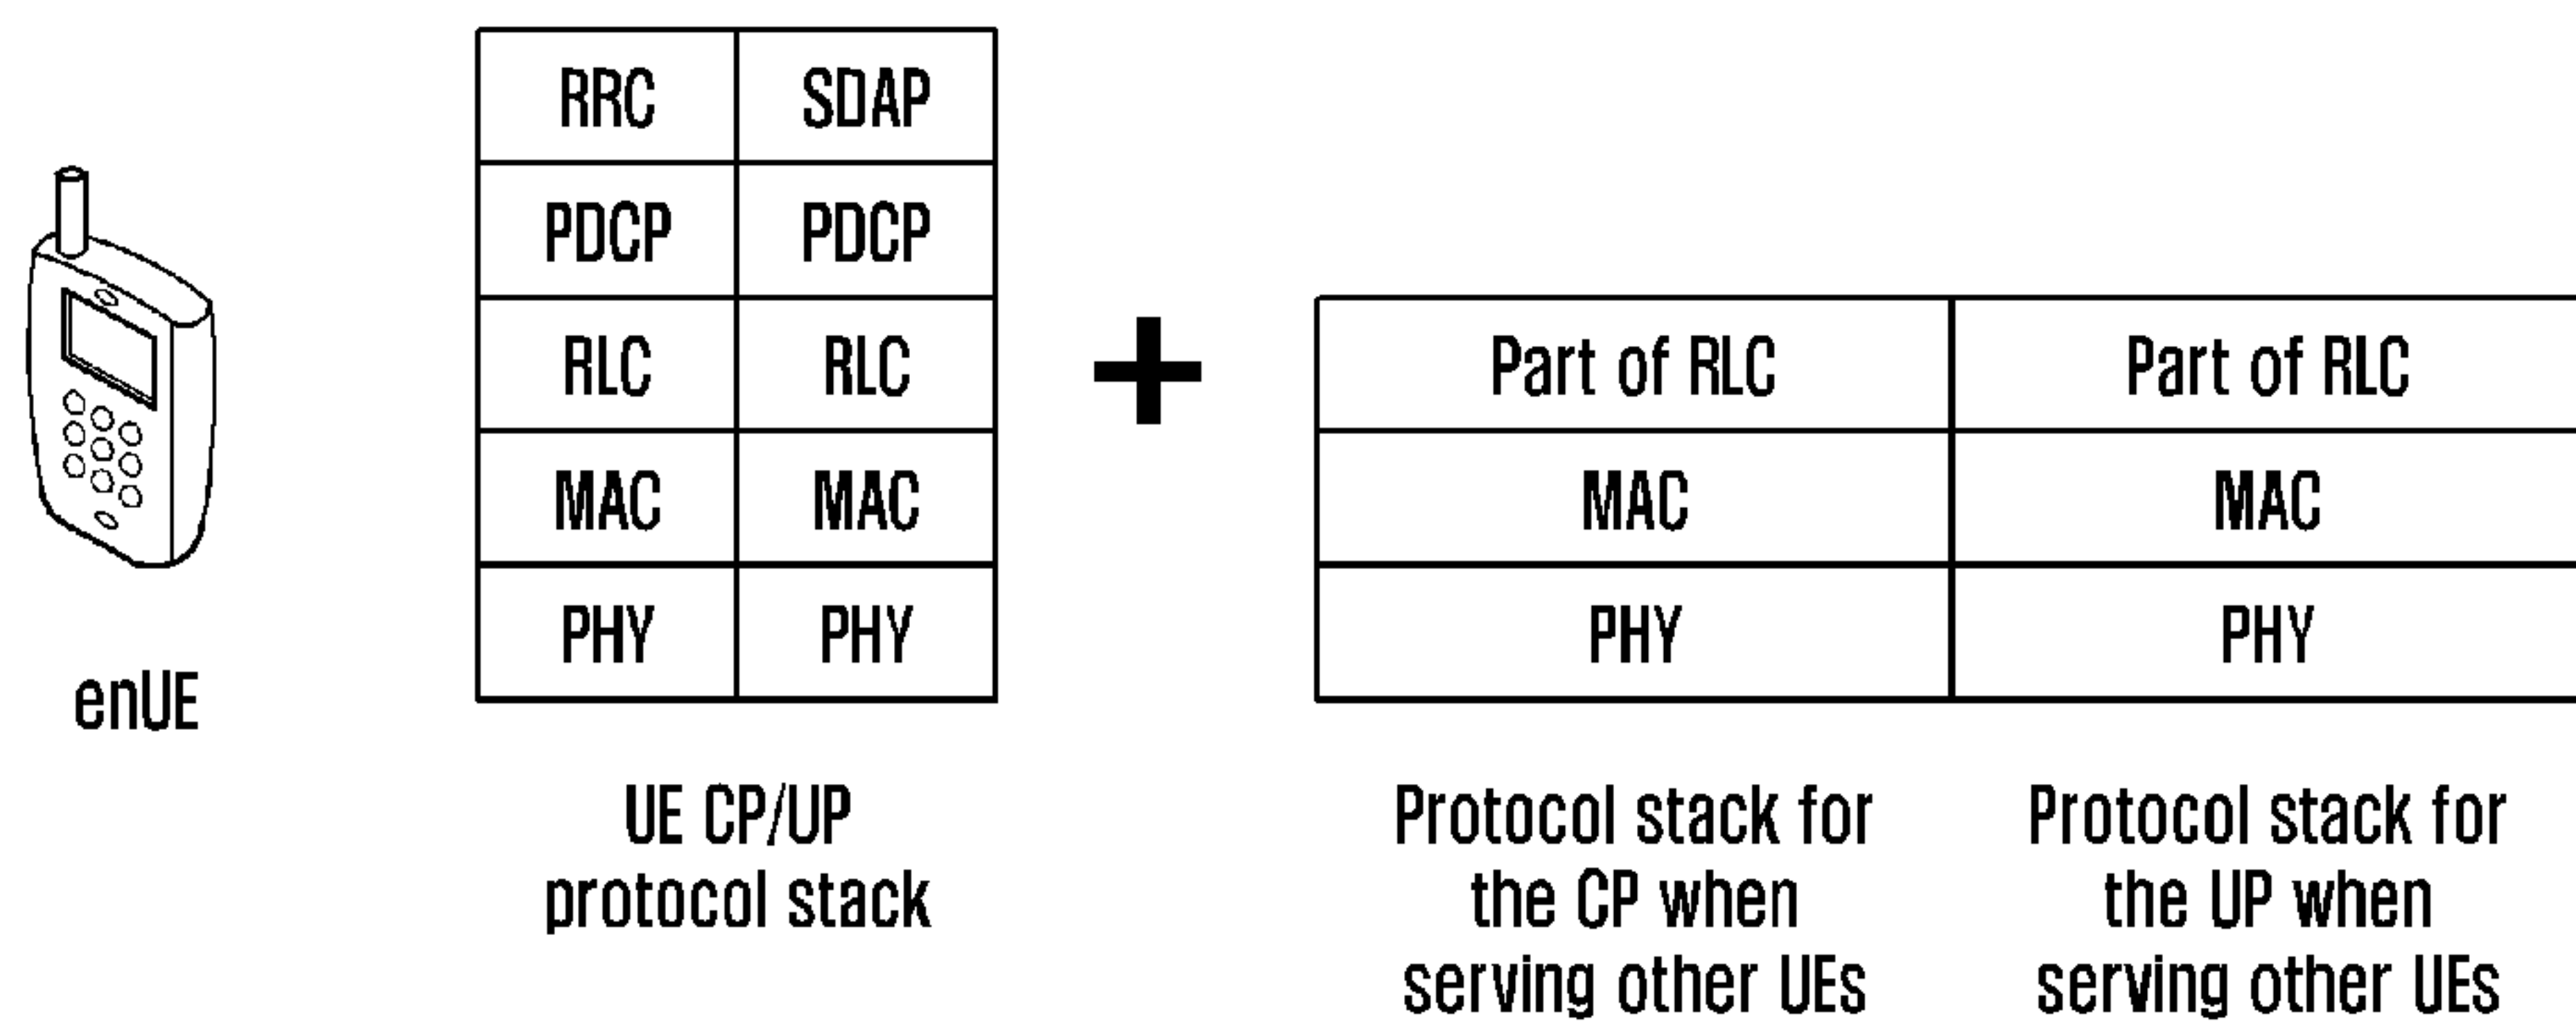 RRC SDAP
PDCP PDCP
RLC RLC
MAC MAC
PHY PHY
+
Part of RLC Part of RLC
MAC MAC
PHY PHY
enUE
UE CP/UP
protocol stack
Protocol stack for
the CP when
serving other UEs
Protocol stack for
the UP when
serving other UEs